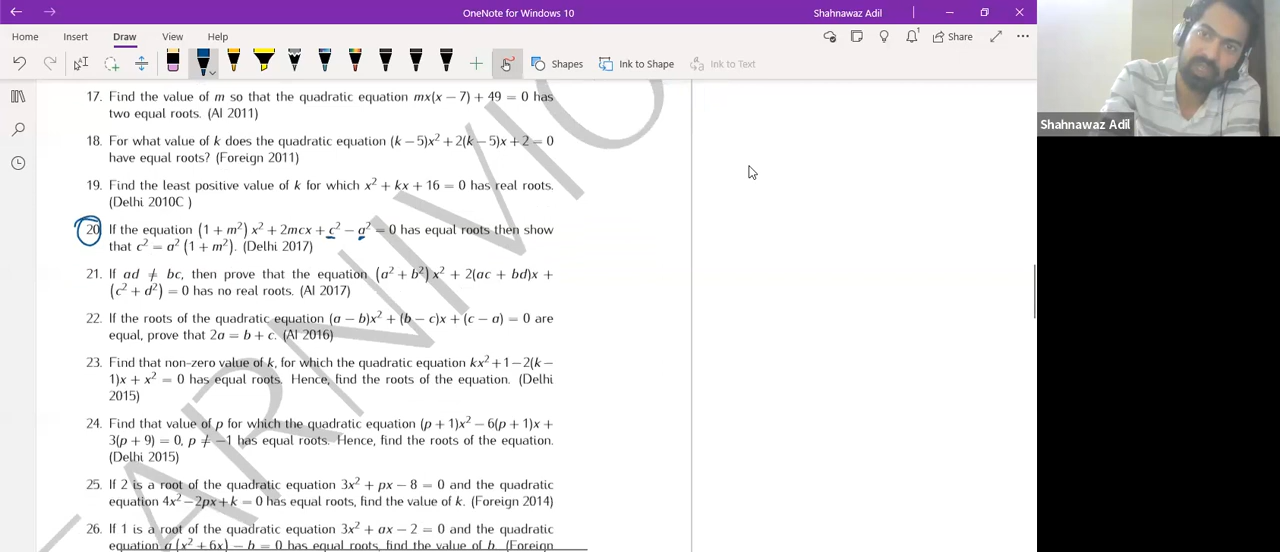 OneNote for Windows 10
Shahnawaz Adil
Home Insert Draw View Help
Share
Shapes
Ink to Shape
Ink to Text
17. Find the value of m so that the quadratic equation mx(x − 7) + 49 = 0 has
two equal roots. (AI 2011)
18. For what value of k does the quadratic equation (k − 5)x² + 2(k − 5)x + 2 = 0
have equal roots? (Foreign 2011)
19. Find the least positive value of k for which x² + kx + 16 = 0 has real roots.
(Delhi 2010C )
20. If the equation (1 + m²) x² + 2mcx + c² − a² = 0 has equal roots then show
that c² = a² (1 + m²). (Delhi 2017)
21. If ad ≠ bc, then prove that the equation (a² + b²) x² + 2(ac + bd)x +
(c² + d²) = 0 has no real roots. (AI 2017)
22. If the roots of the quadratic equation (a − b)x² + (b − c)x + (c − a) = 0 are
equal, prove that 2a = b + c. (AI 2016)
23. Find that non-zero value of k, for which the quadratic equation kx² + 1 − 2(k −
1)x + x² = 0 has equal roots. Hence, find the roots of the equation. (Delhi
2015)
24. Find that value of p for which the quadratic equation (p + 1)x² − 6(p + 1)x +
3(p + 9) = 0, p ≠ −1 has equal roots. Hence, find the roots of the equation.
(Delhi 2015)
25. If 2 is a root of the quadratic equation 3x² + px − 8 = 0 and the quadratic
equation 4x² − 2px + k = 0 has equal roots, find the value of k. (Foreign 2014)
26. If 1 is a root of the quadratic equation 3x² + ax − 2 = 0 and the quadratic
equation a (x² + 6x) − b = 0 has equal roots, find the value of b. (Foreign
Shahnawaz Adil